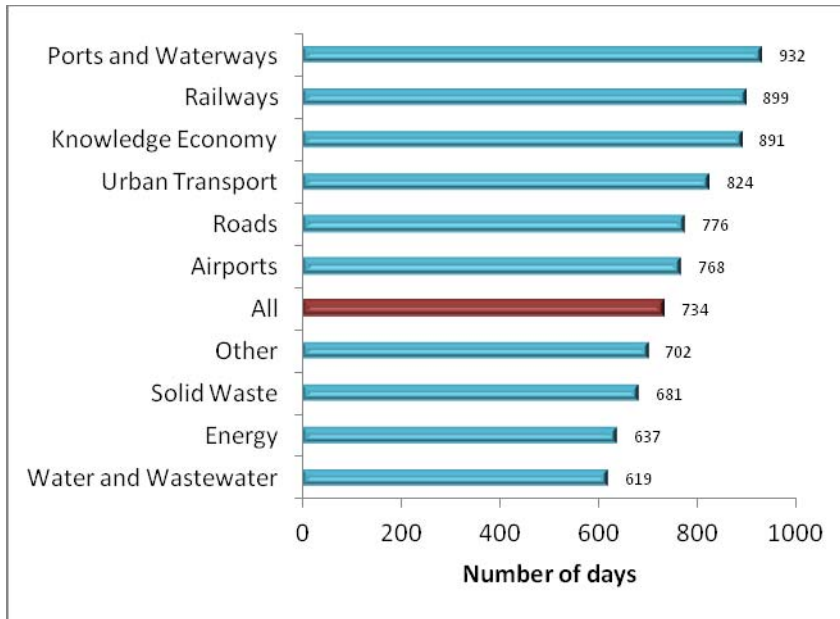 Ports and Waterways 932
Railways 899
Knowledge Economy 891
Urban Transport 824
Roads 776
Airports 768
All 734
Other 702
Solid Waste 681
Energy 637
Water and Wastewater 619
0 200 400 600 800 1000
Number of days